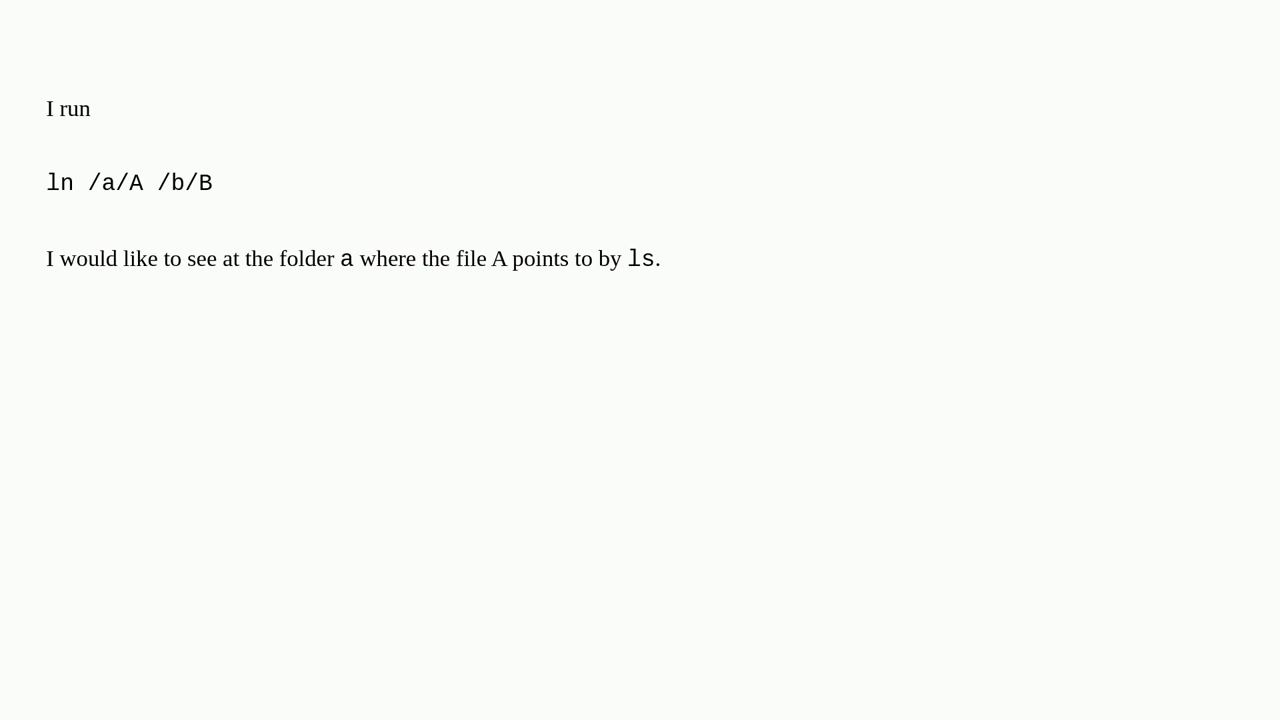 I run
ln /a/A /b/B
I would like to see at the folder a where the file A points to by ls.